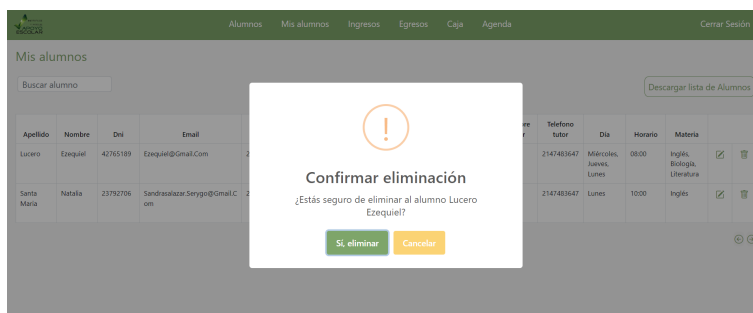 ESCOLAR
Alumnos Mis alumnos Ingresos Egresos Caja Agenda Cerrar Sesión
Mis alumnos
Buscar alumno
Descargar lista de Alumnos
Apellido Nombre Dni Email Telefono tutor Día Horario Materia
Lucero Ezequiel 42765189 Ezequiel@Gmail.Com 2147483647 Miércoles, 08:00 Inglés,
Jueves, Biología,
Lunes Literatura
Santa Natalia 23792706 Sandrasalazar.Serygo@Gmail.C 2147483647 Lunes 10:00 Inglés
Maria om
!
Confirmar eliminación
¿Estás seguro de eliminar al alumno Lucero
Ezequiel?
Sí, eliminar Cancelar